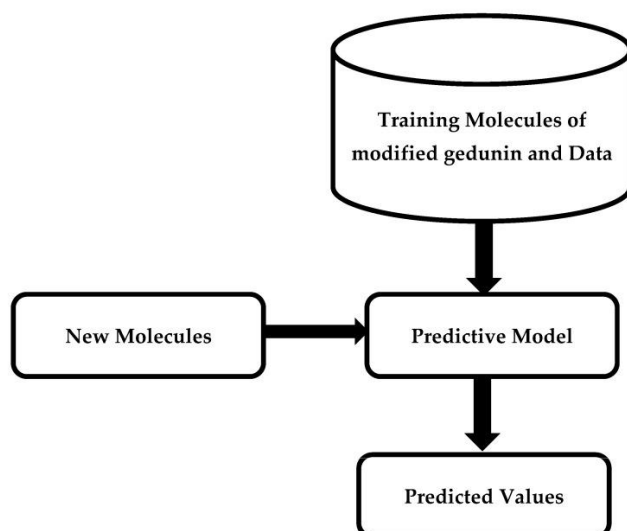 Training Molecules of
modified gedunin and Data
New Molecules
Predictive Model
Predicted Values